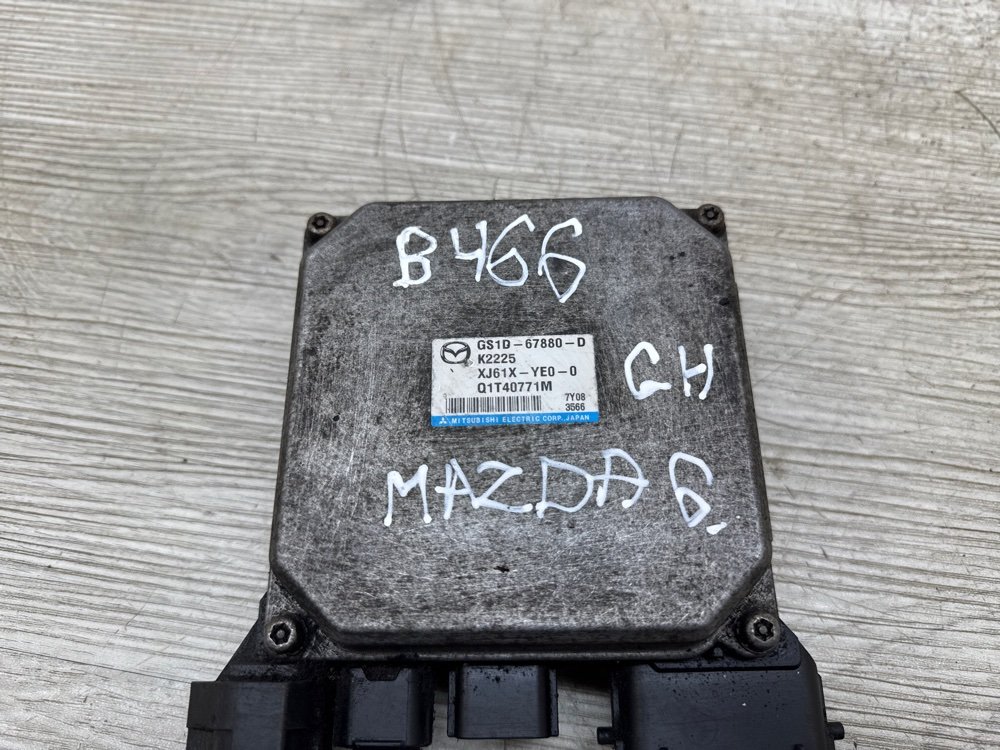 B466
GS1D-67880-D
K2225
XJ61X-YE0-0
Q1T40771M
7Y08
3566
MITSUBISHI ELECTRIC CORP. JAPAN
GH
MAZDA 6.